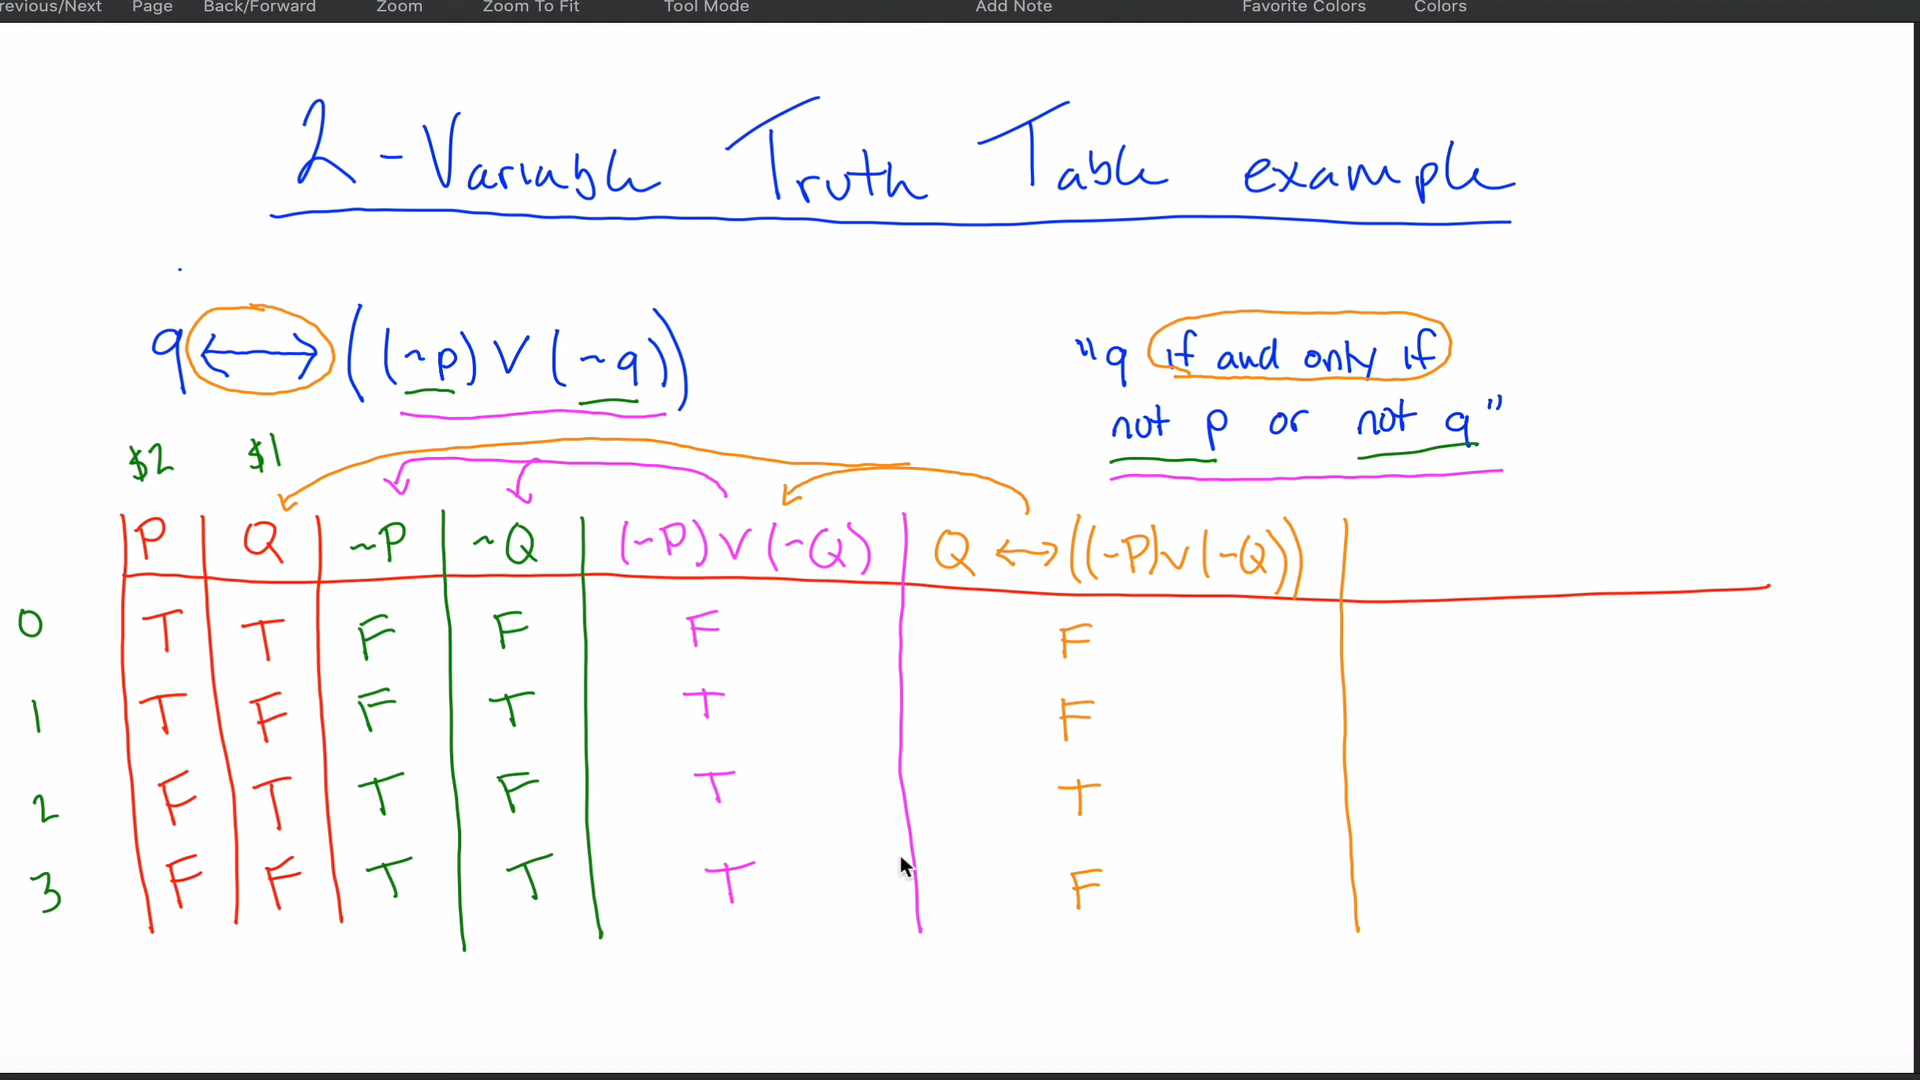 revious/Next Page Back/Forward Zoom Zoom To Fit Tool Mode Add Note Favorite Colors Colors
2-Variable Truth Table example
q ↔ ((~p) ∨ (~q))
"q if and only if
not p or not q"
$2 $1
P Q ~P ~Q (~P) ∨ (~Q) Q ↔ ((~P) ∨ (~Q))
0 T T F F F F
1 T F F T T F
2 F T T F T T
3 F F T T T F